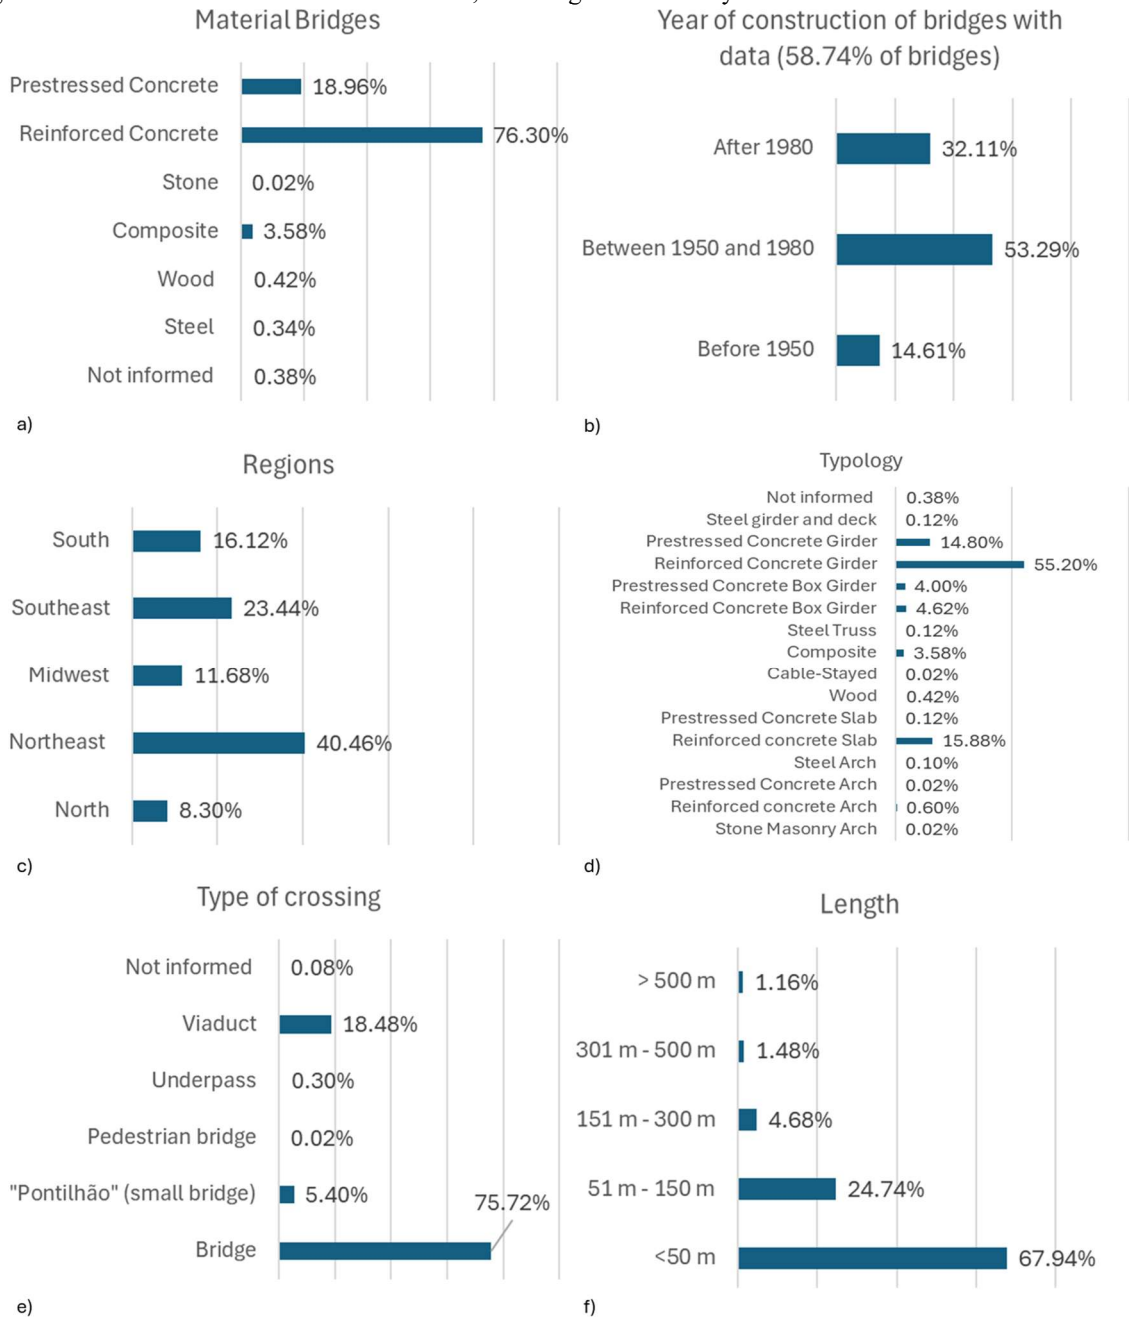 Material Bridges
Prestressed Concrete 18.96%
Reinforced Concrete 76.30%
Stone 0.02%
Composite 3.58%
Wood 0.42%
Steel 0.34%
Not informed 0.38%
a)
Year of construction of bridges with
data (58.74% of bridges)
After 1980 32.11%
Between 1950 and 1980 53.29%
Before 1950 14.61%
b)
Regions
South 16.12%
Southeast 23.44%
Midwest 11.68%
Northeast 40.46%
North 8.30%
c)
Typology
Not informed 0.38%
Steel girder and deck 0.12%
Prestressed Concrete Girder 14.80%
Reinforced Concrete Girder 55.20%
Prestressed Concrete Box Girder 4.00%
Reinforced Concrete Box Girder 4.62%
Steel Truss 0.12%
Composite 3.58%
Cable-Stayed 0.02%
Wood 0.42%
Prestressed Concrete Slab 0.12%
Reinforced concrete Slab 15.88%
Steel Arch 0.10%
Prestressed Concrete Arch 0.02%
Reinforced concrete Arch 0.60%
Stone Masonry Arch 0.02%
d)
Type of crossing
Not informed 0.08%
Viaduct 18.48%
Underpass 0.30%
Pedestrian bridge 0.02%
"Pontilhão" (small bridge) 5.40%
Bridge 75.72%
e)
Length
> 500 m 1.16%
301 m - 500 m 1.48%
151 m - 300 m 4.68%
51 m - 150 m 24.74%
<50 m 67.94%
f)